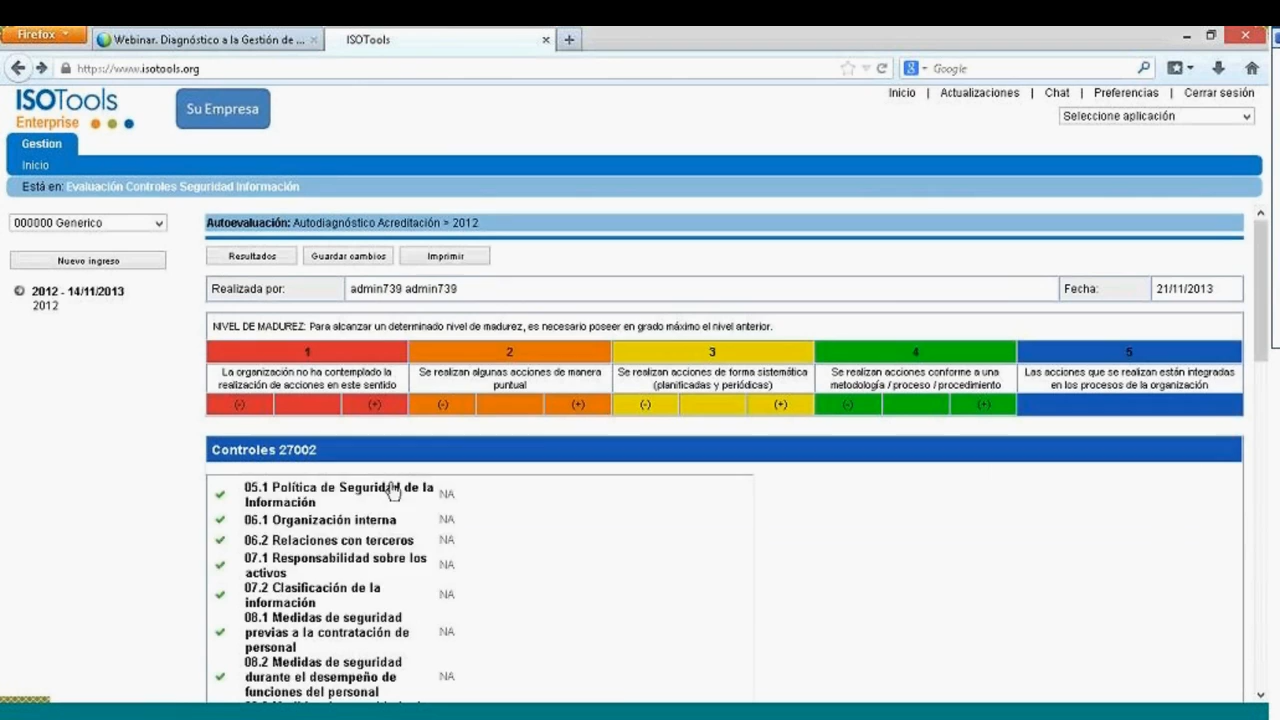 Firefox
Webinar. Diagnóstico a la Gestión de ...
ISOTools
https://www.isotools.org
Google
ISOTools
Enterprise
Su Empresa
Inicio | Actualizaciones | Chat | Preferencias | Cerrar sesión
Seleccione aplicación
Gestion
Inicio
Está en: Evaluación Controles Seguridad Información
000000 Generico
Autoevaluación: Autodiagnóstico Acreditación > 2012
Nuevo ingreso
Resultados
Guardar cambios
Imprimir
2012 - 14/11/2013
2012
Realizada por: admin739 admin739 Fecha: 21/11/2013
NIVEL DE MADUREZ: Para alcanzar un determinado nivel de madurez, es necesario poseer en grado máximo el nivel anterior.
1 2 3 4 5
La organización no ha contemplado la
realización de acciones en este sentido
Se realizan algunas acciones de manera
puntual
Se realizan acciones de forma sistemática
(planificadas y periódicas)
Se realizan acciones conforme a una
metodología / proceso / procedimiento
Las acciones que se realizan están integradas
en los procesos de la organización
(-) (+) (-) (+) (-) (+) (-) (+)
Controles 27002
05.1 Política de Seguridad de la
Información
NA
06.1 Organización interna NA
06.2 Relaciones con terceros NA
07.1 Responsabilidad sobre los
activos
NA
07.2 Clasificación de la
información
NA
08.1 Medidas de seguridad
previas a la contratación de
personal
NA
08.2 Medidas de seguridad
durante el desempeño de
funciones del personal
NA